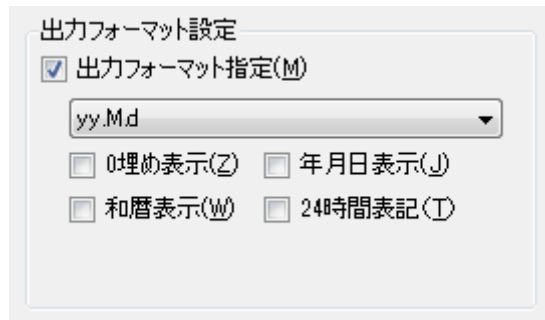 出力フォーマット設定
出力フォーマット指定(M)
yy.M.d
0埋め表示(Z) 年月日表示(J)
和暦表示(W) 24時間表記(T)